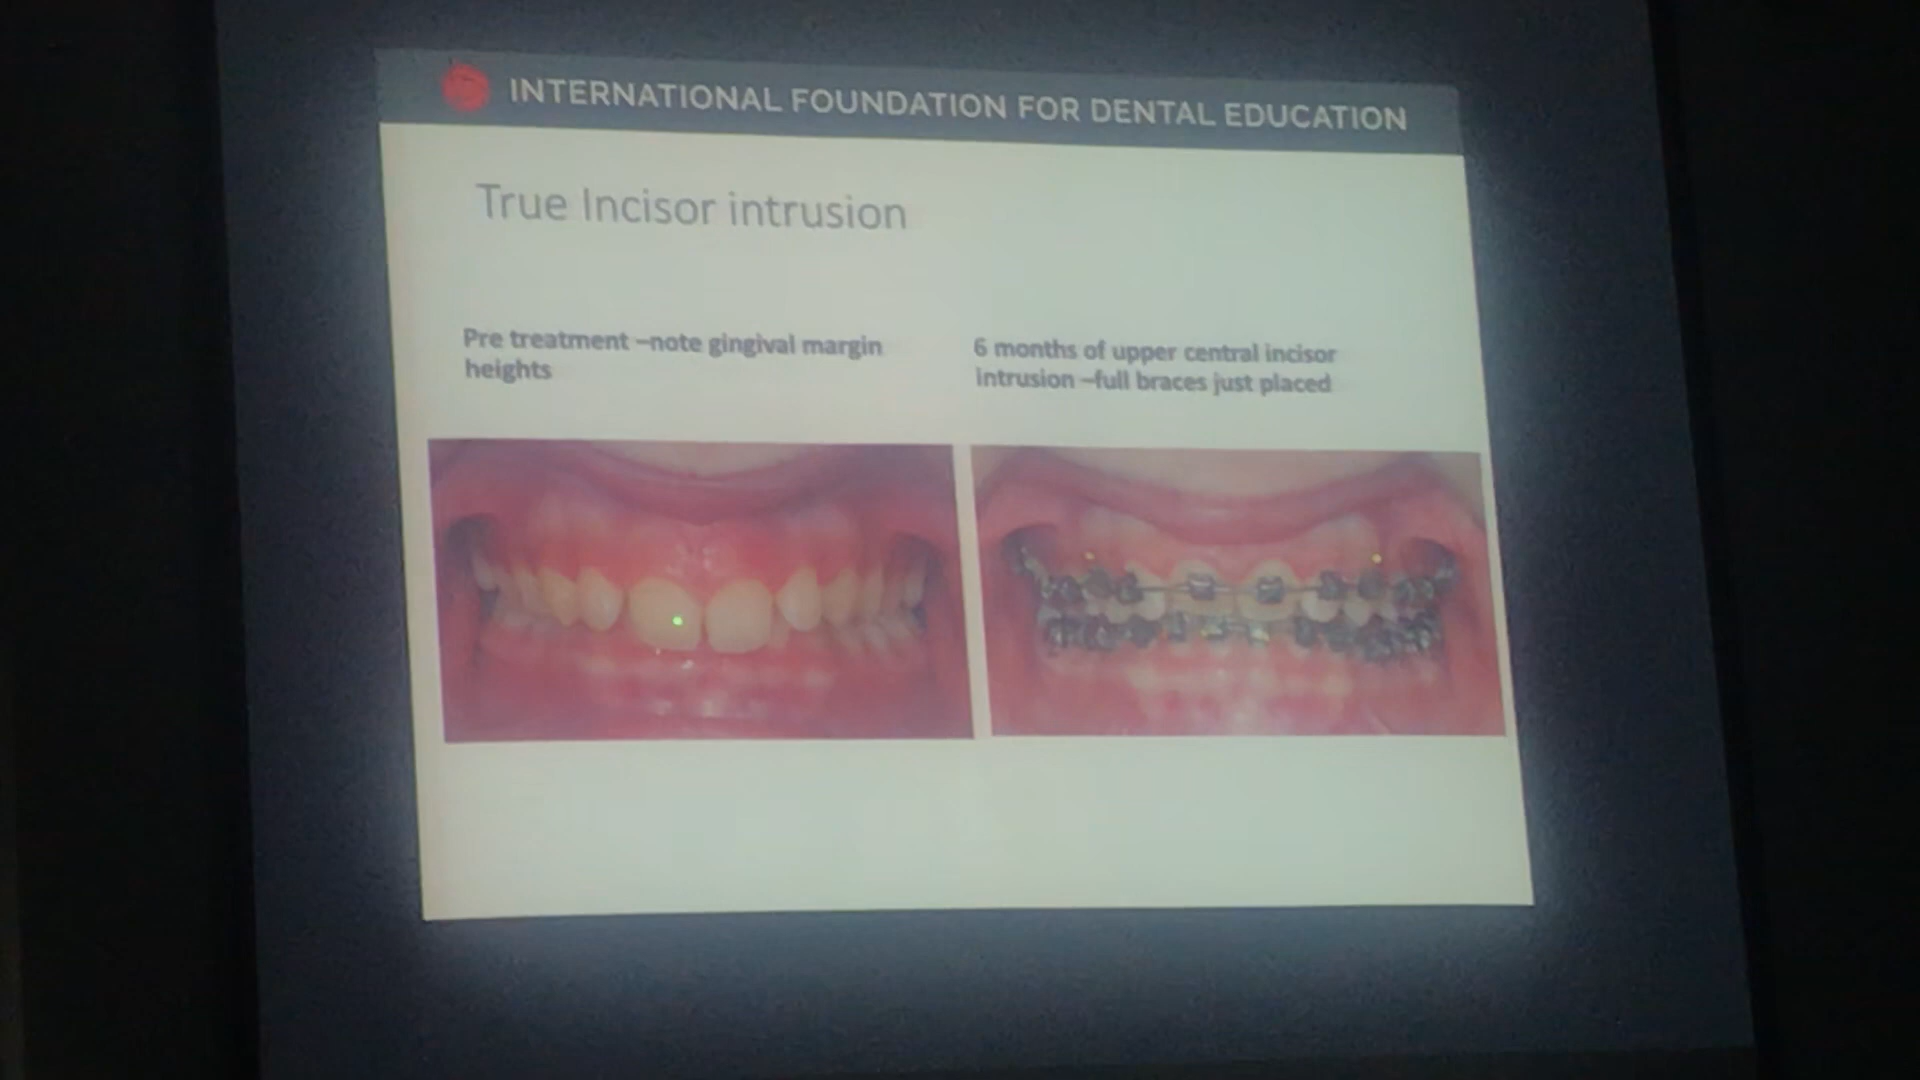 INTERNATIONAL FOUNDATION FOR DENTAL EDUCATION
True Incisor intrusion
Pre treatment –note gingival margin
heights
6 months of upper central incisor
intrusion –full braces just placed